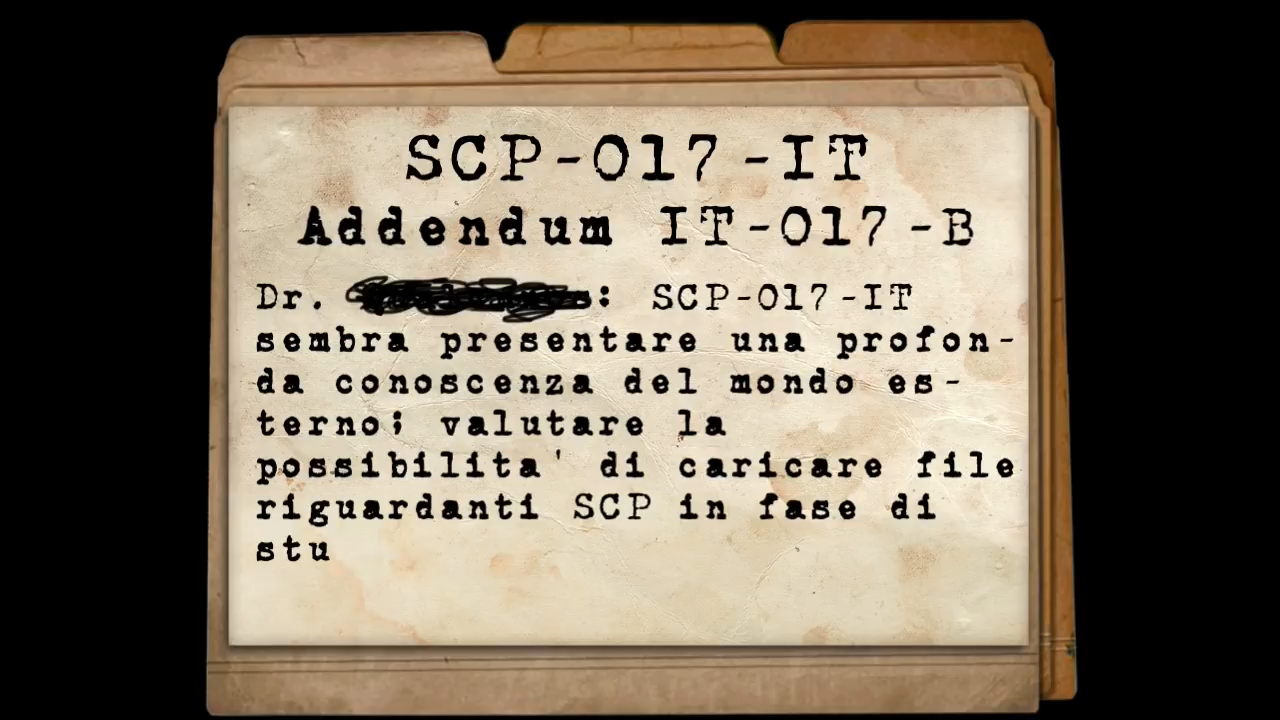 SCP-017-IT
Addendum IT-017-B
Dr. : SCP-017-IT
sembra presentare una profon-
da conoscenza del mondo es-
terno; valutare la
possibilita' di caricare file
riguardanti SCP in fase di
stu